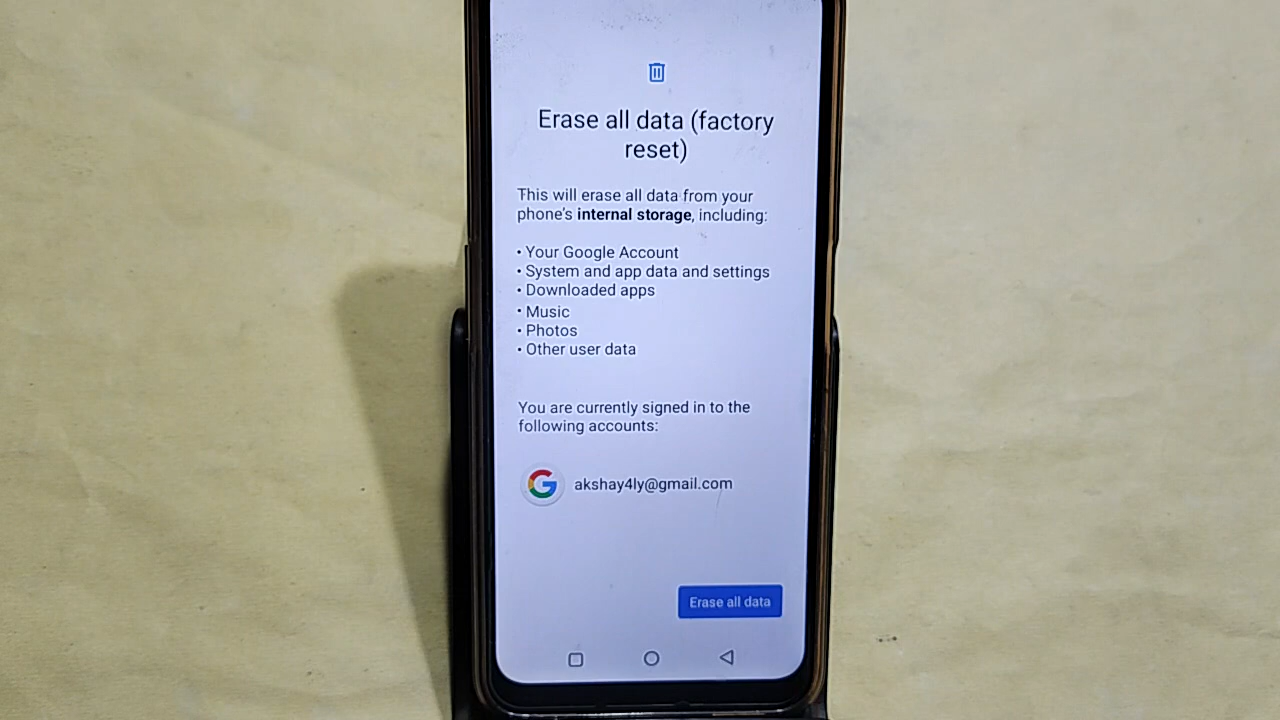 Erase all data (factory
reset)
This will erase all data from your
phone's internal storage, including:
• Your Google Account
• System and app data and settings
• Downloaded apps
• Music
• Photos
• Other user data
You are currently signed in to the
following accounts:
akshay4ly@gmail.com
Erase all data